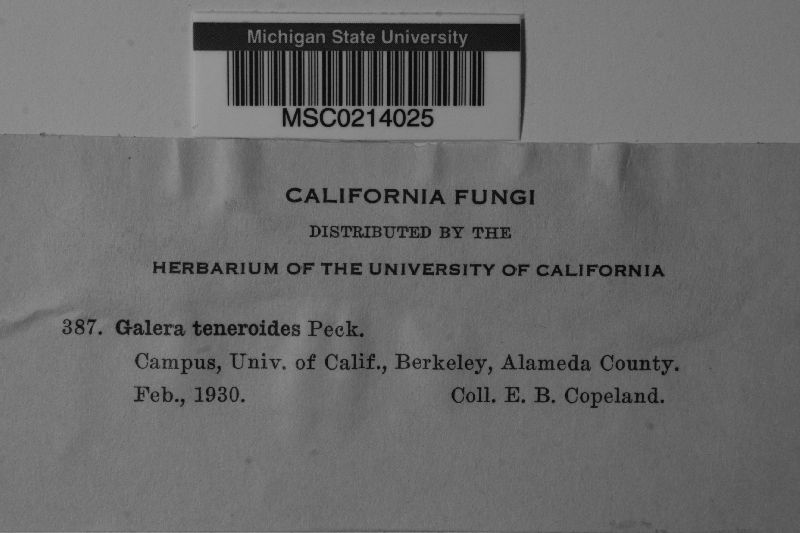 Michigan State University
MSC0214025
CALIFORNIA FUNGI
DISTRIBUTED BY THE
HERBARIUM OF THE UNIVERSITY OF CALIFORNIA
387. Galera teneroides Peck.
Campus, Univ. of Calif., Berkeley, Alameda County.
Feb., 1930. Coll. E. B. Copeland.